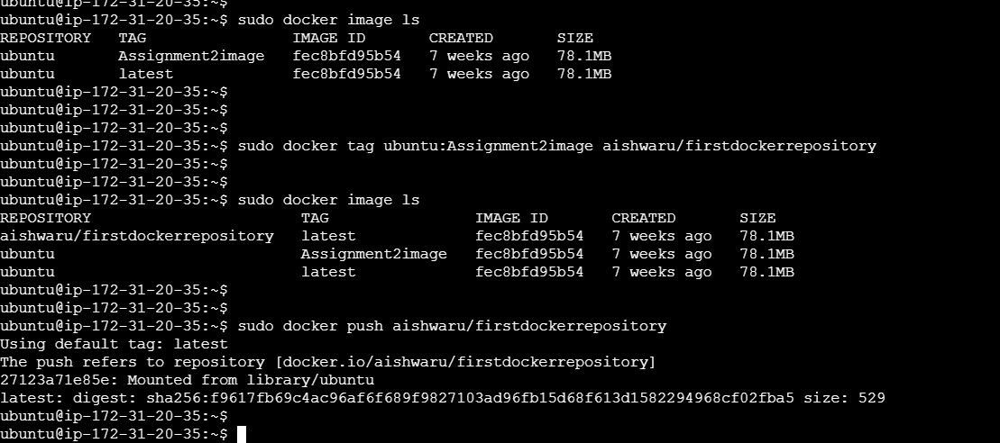 ubuntu@ip-172-31-20-35:~$
ubuntu@ip-172-31-20-35:~$ sudo docker image ls
REPOSITORY   TAG                IMAGE ID       CREATED       SIZE
ubuntu       Assignment2image   fec8bfd95b54   7 weeks ago   78.1MB
ubuntu       latest             fec8bfd95b54   7 weeks ago   78.1MB
ubuntu@ip-172-31-20-35:~$
ubuntu@ip-172-31-20-35:~$
ubuntu@ip-172-31-20-35:~$
ubuntu@ip-172-31-20-35:~$ sudo docker tag ubuntu:Assignment2image aishwaru/firstdockerrepository
ubuntu@ip-172-31-20-35:~$
ubuntu@ip-172-31-20-35:~$
ubuntu@ip-172-31-20-35:~$ sudo docker image ls
REPOSITORY                       TAG                IMAGE ID       CREATED       SIZE
aishwaru/firstdockerrepository   latest             fec8bfd95b54   7 weeks ago   78.1MB
ubuntu                           Assignment2image   fec8bfd95b54   7 weeks ago   78.1MB
ubuntu                           latest             fec8bfd95b54   7 weeks ago   78.1MB
ubuntu@ip-172-31-20-35:~$
ubuntu@ip-172-31-20-35:~$
ubuntu@ip-172-31-20-35:~$ sudo docker push aishwaru/firstdockerrepository
Using default tag: latest
The push refers to repository [docker.io/aishwaru/firstdockerrepository]
27123a71e85e: Mounted from library/ubuntu
latest: digest: sha256:f9617fb69c4ac96af6f689f9827103ad96fb15d68f613d1582294968cf02fba5 size: 529
ubuntu@ip-172-31-20-35:~$
ubuntu@ip-172-31-20-35:~$